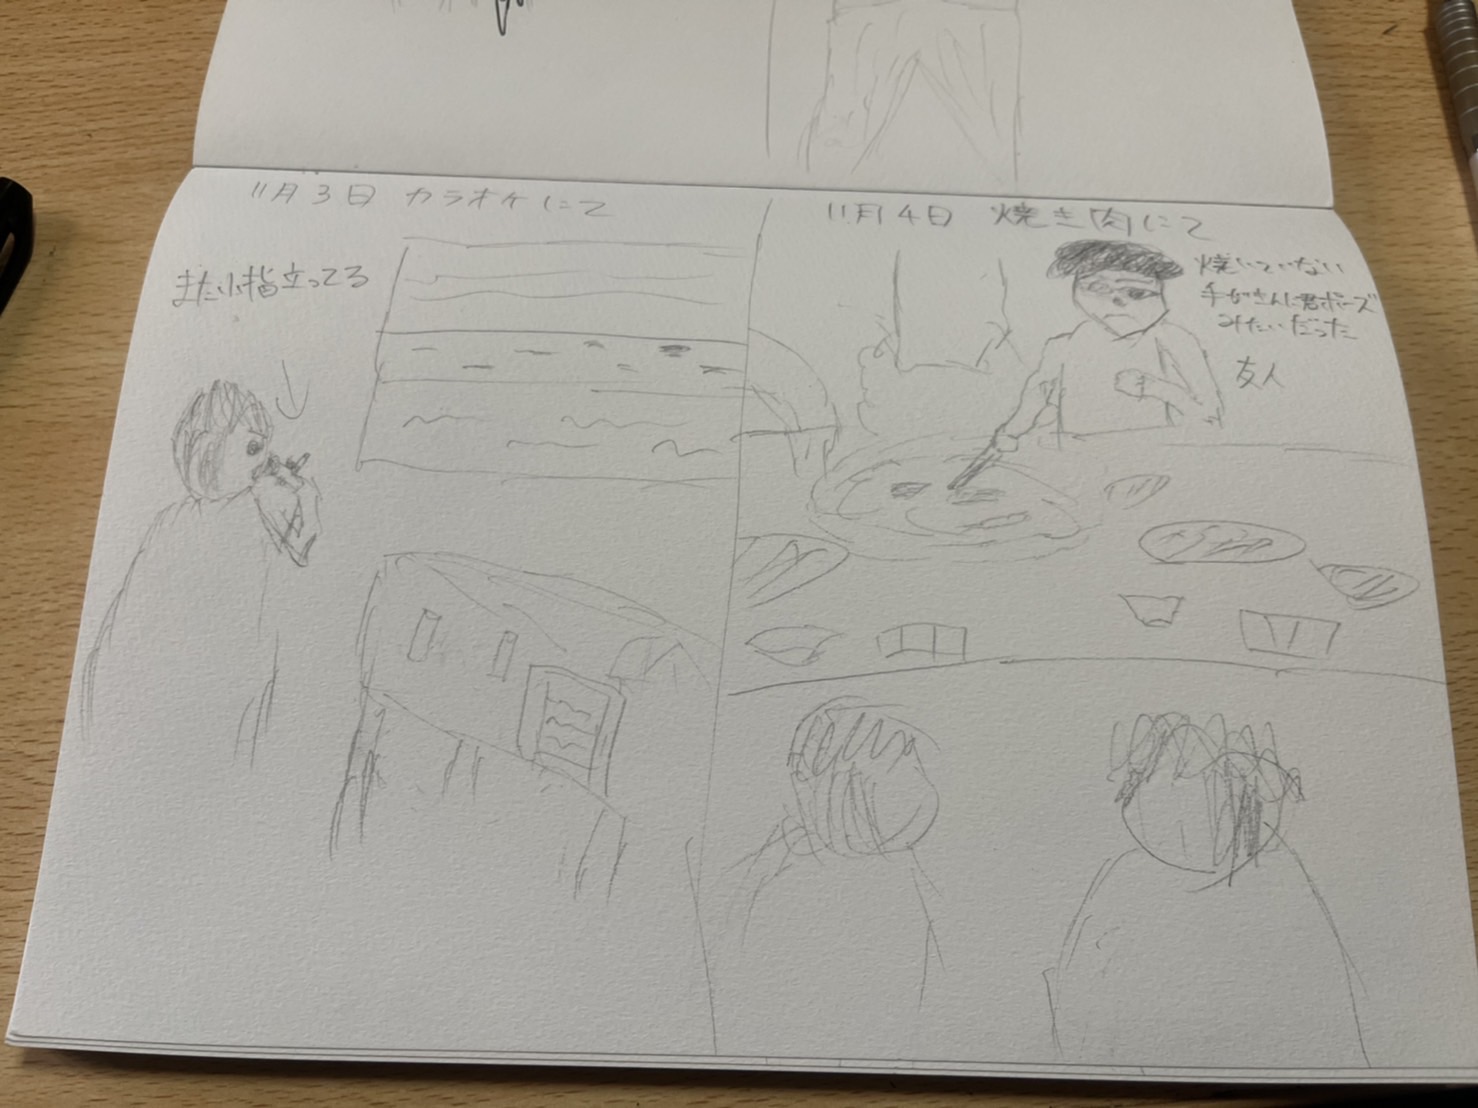 11月3日 カラオケにて
また小指立ってる
11月4日 焼き肉にて
焼いていない
手がさんに君ポーズ
みたいだった
友人